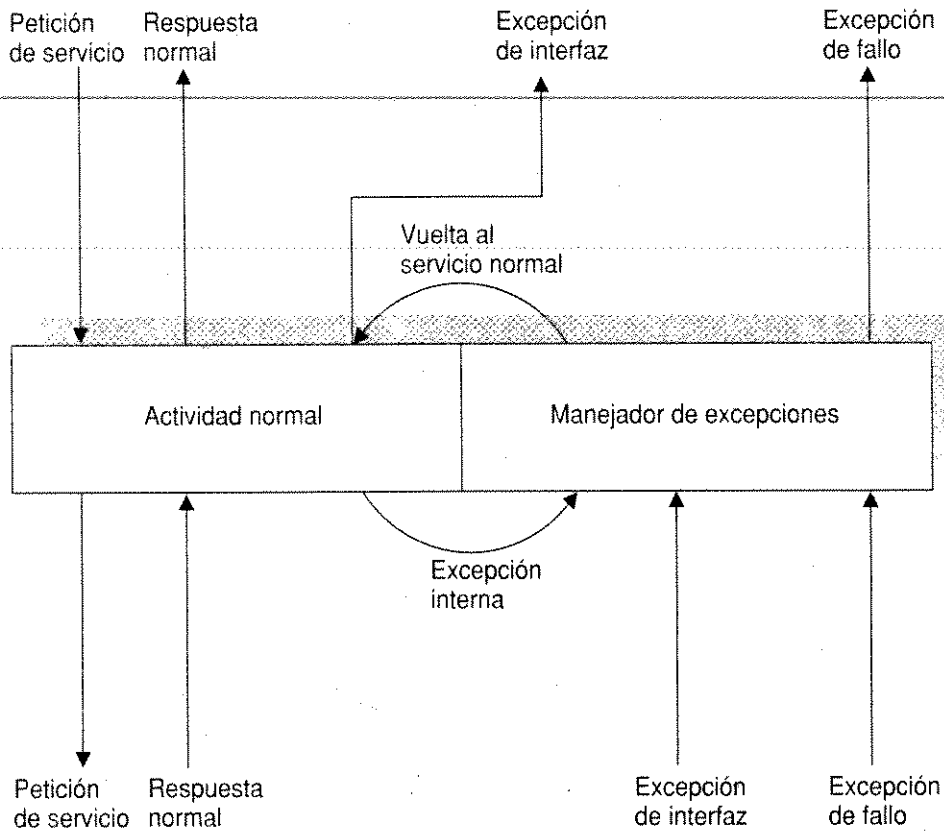 Petición
de servicio
Respuesta
normal
Excepción
de interfaz
Excepción
de fallo
Vuelta al
servicio normal
Actividad normal
Manejador de excepciones
Excepción
interna
Petición
de servicio
Respuesta
normal
Excepción
de interfaz
Excepción
de fallo